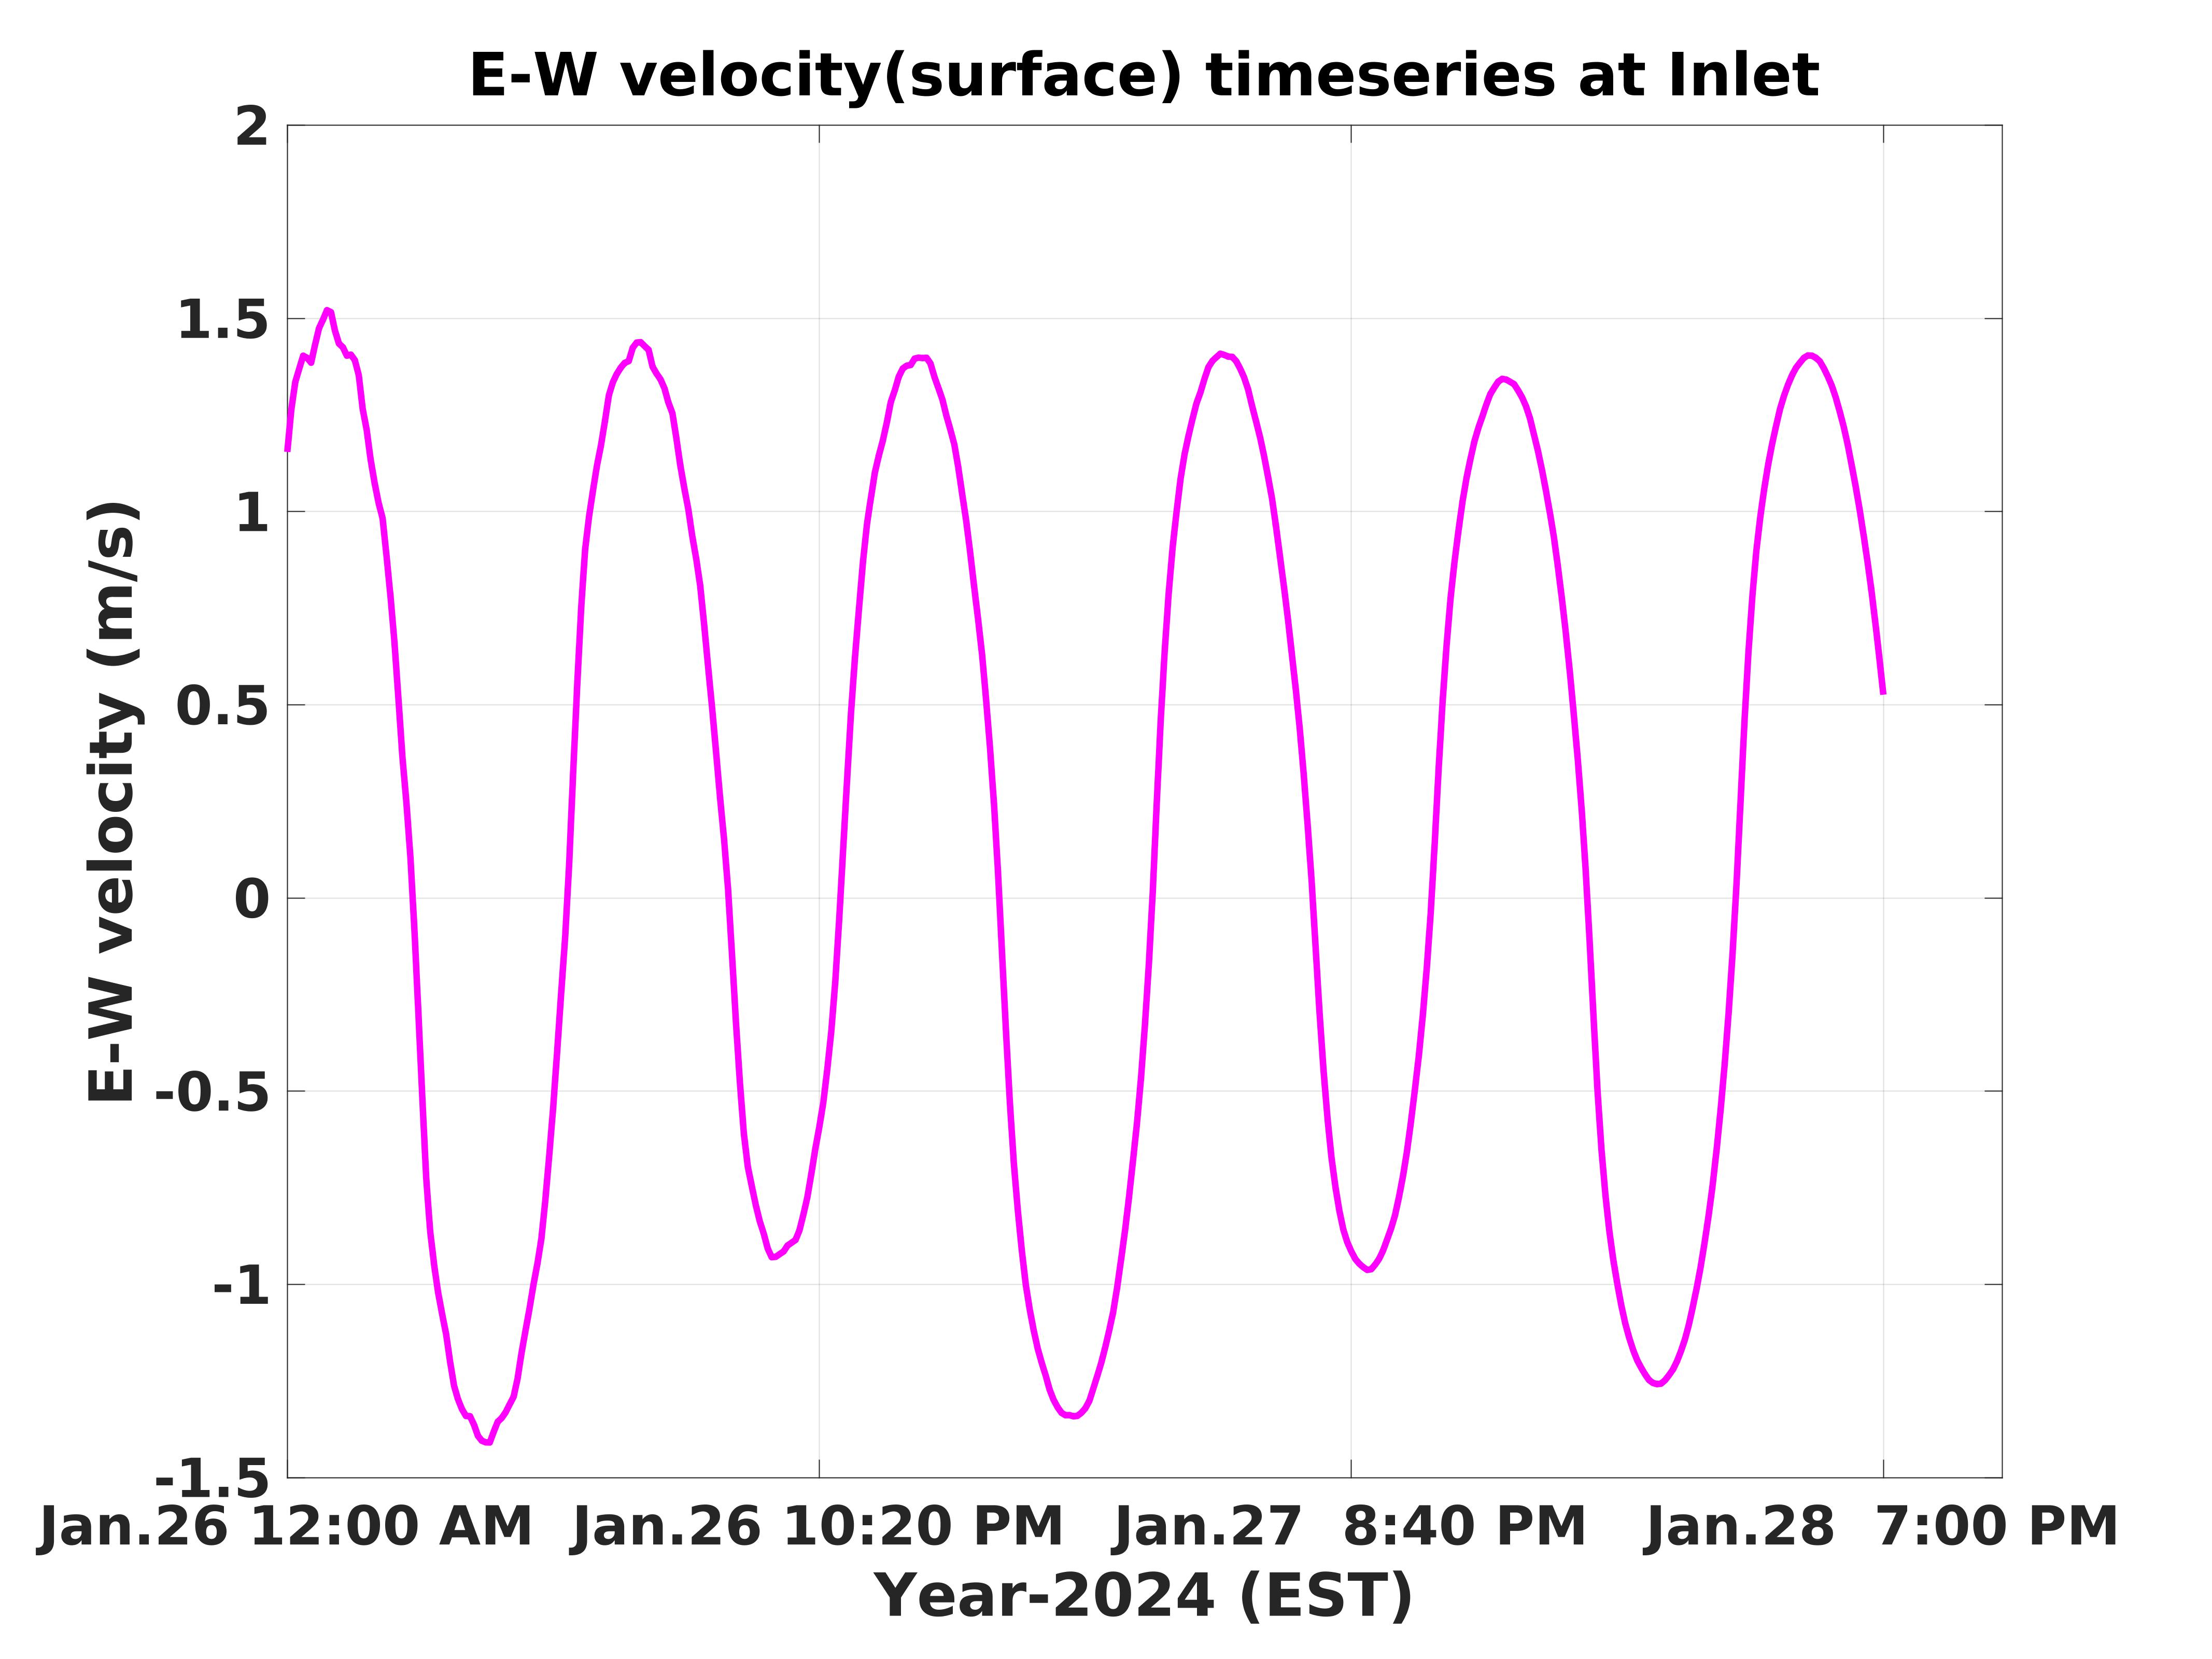 E-W velocity(surface) timeseries at Inlet
E-W velocity (m/s)
2
1.5
1
0.5
0
-0.5
-1
-1.5
Jan.26 12:00 AM Jan.26 10:20 PM Jan.27 8:40 PM Jan.28 7:00 PM
Year-2024 (EST)